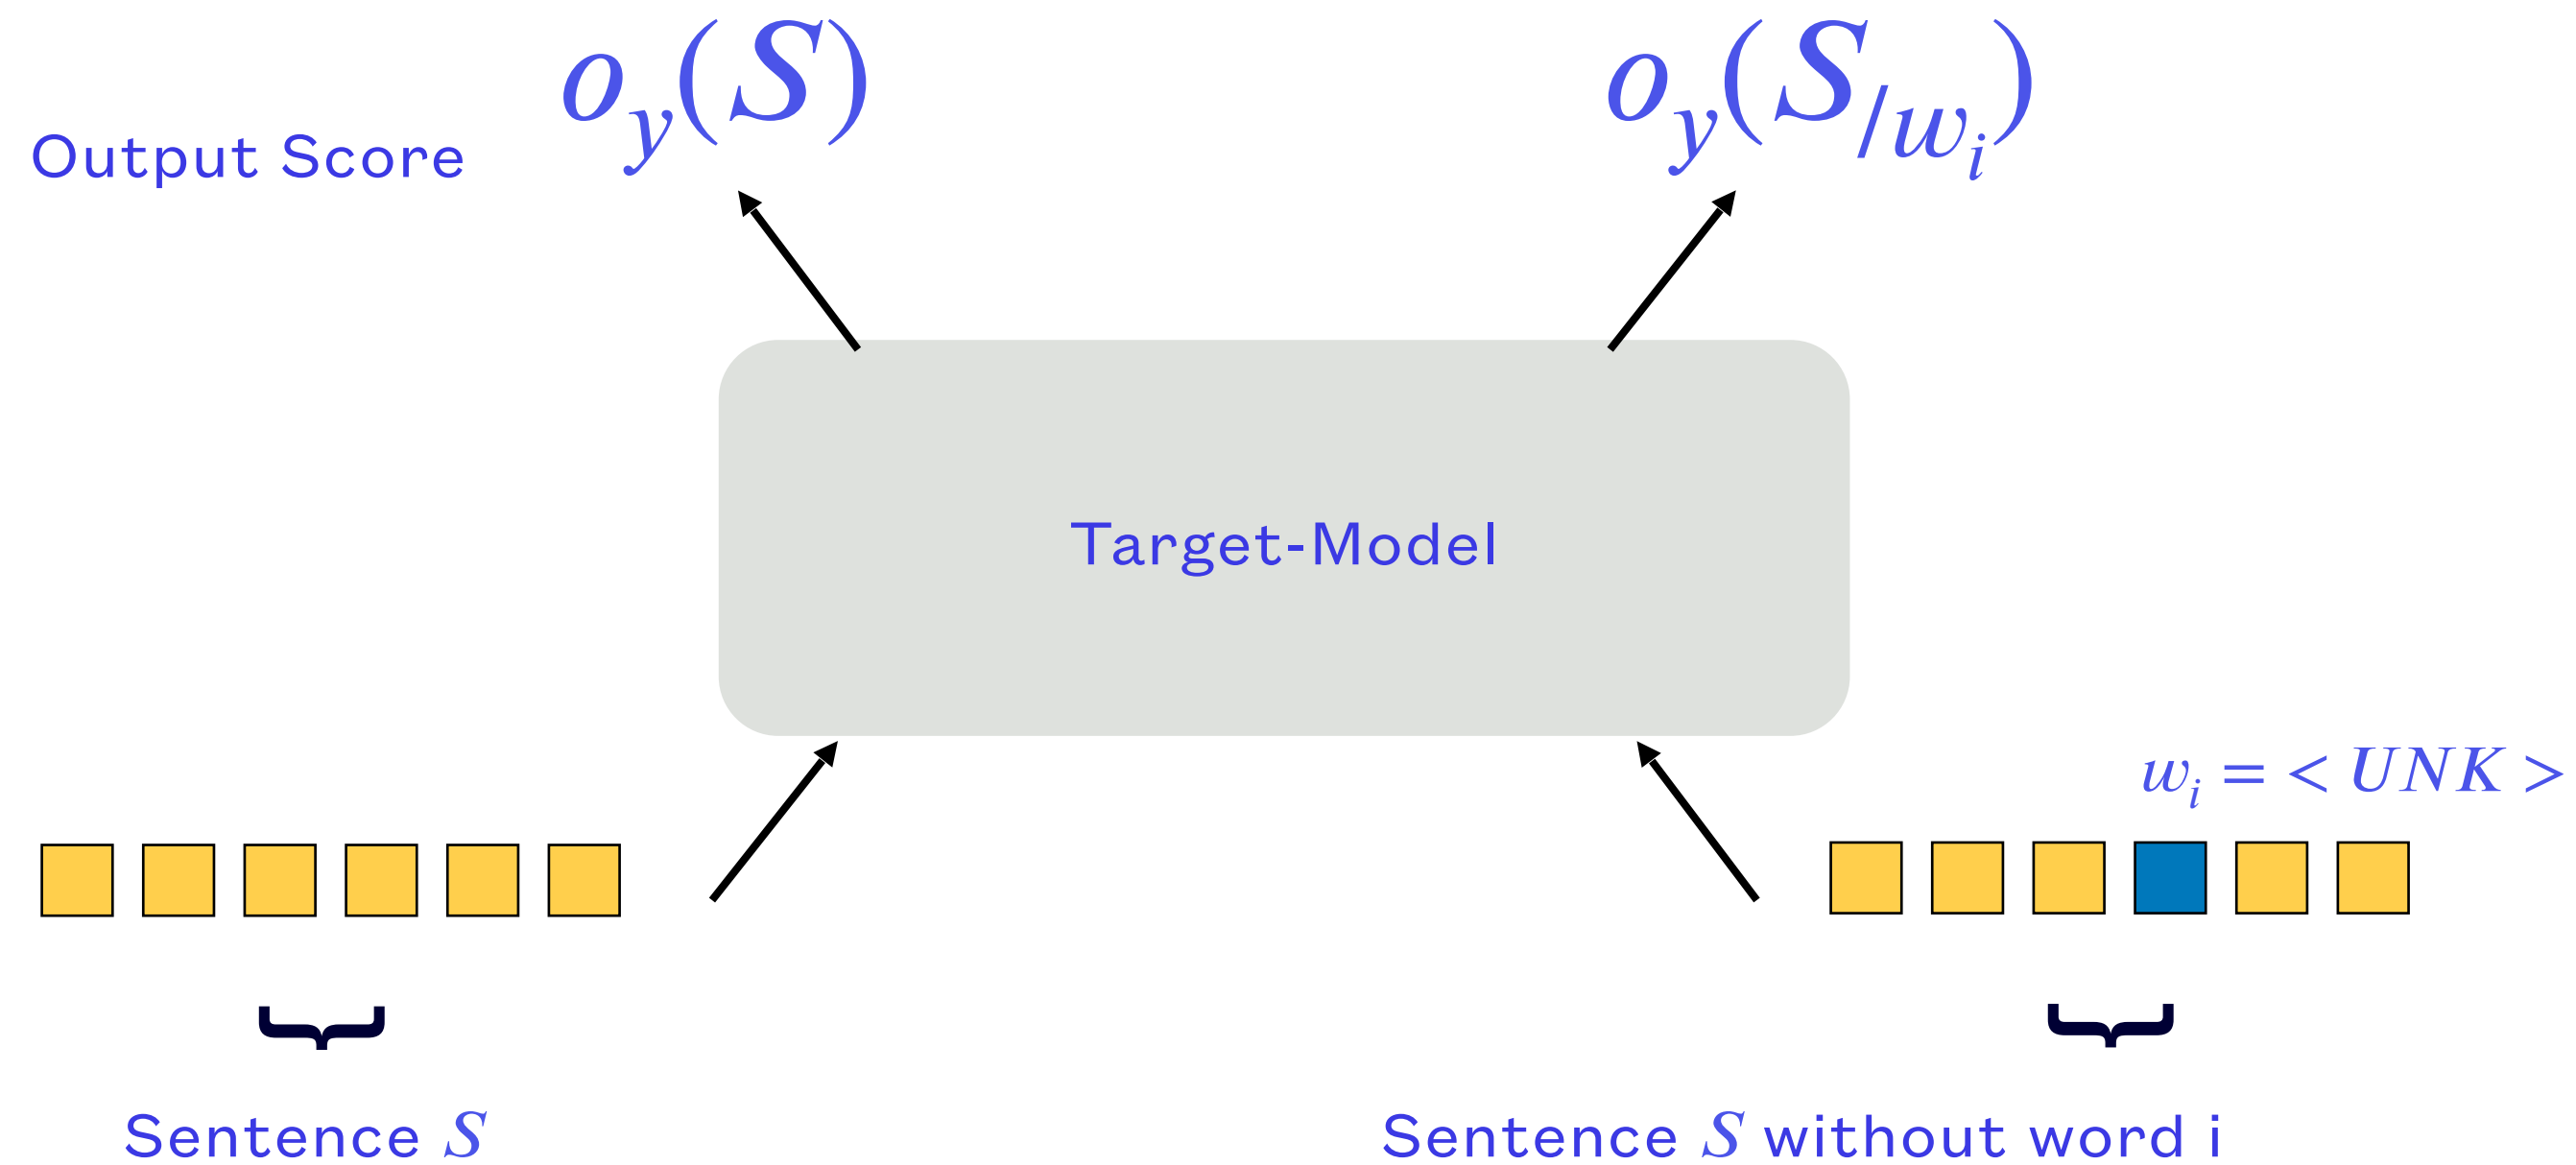 o_y(S)
o_y(S_{/w_i})
Output Score
Target-Model
w_i = < UNK >
Sentence S
Sentence S without word i